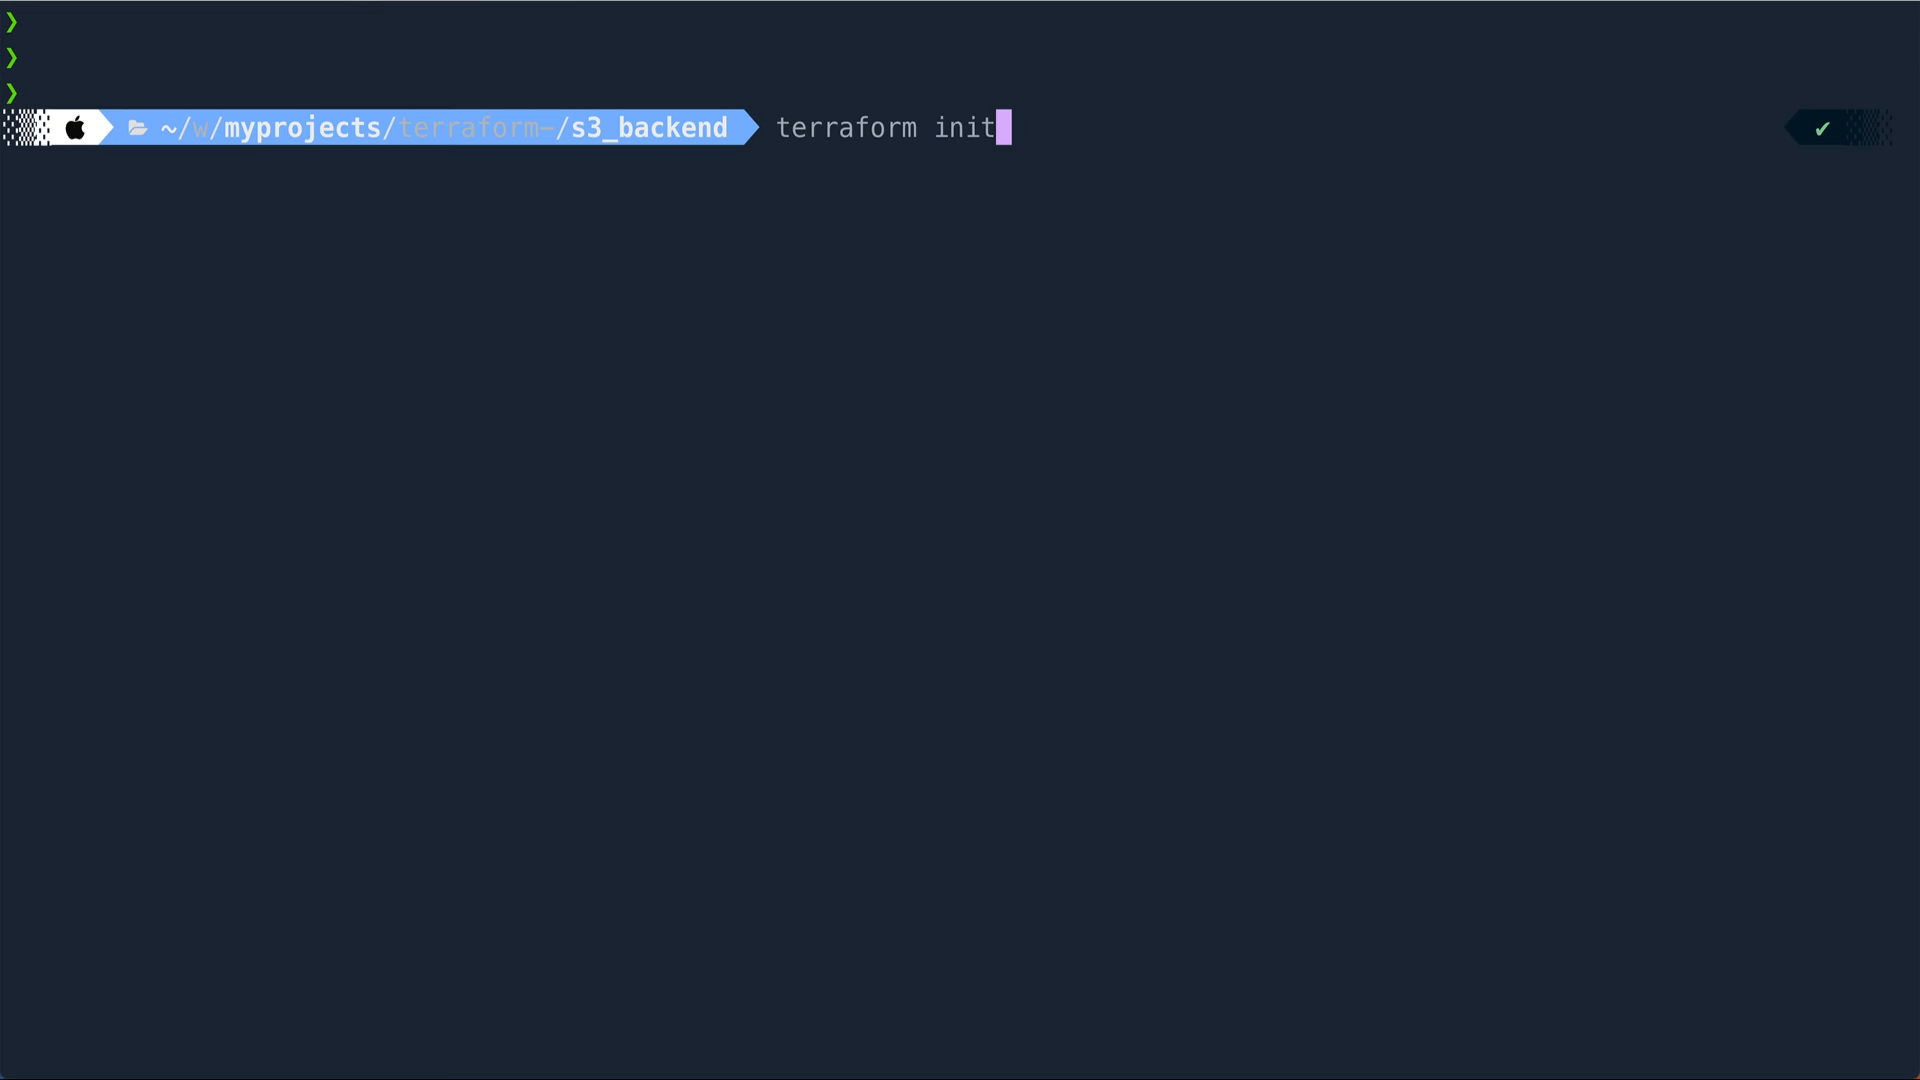 ❯
❯
❯
~/w/myprojects/terraform-/s3_backend terraform init ✔